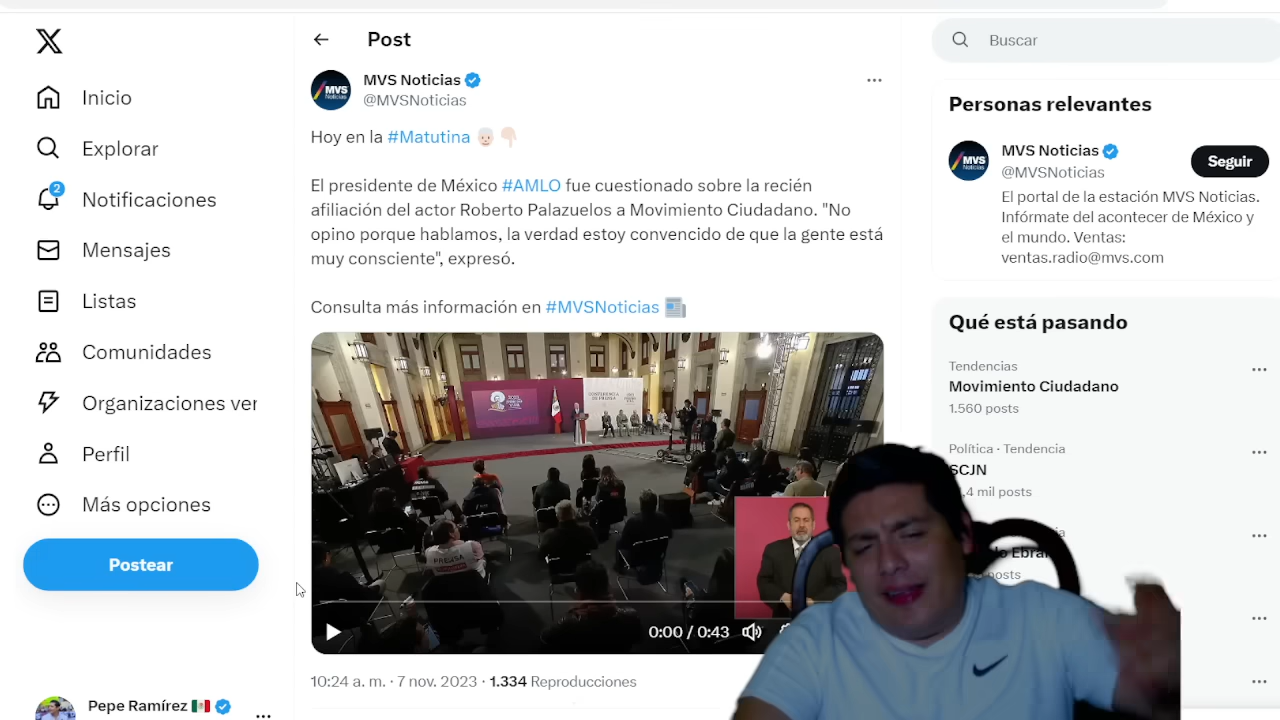 Post
Buscar
MVS Noticias
@MVSNoticias
Hoy en la #Matutina
El presidente de México #AMLO fue cuestionado sobre la recién
afiliación del actor Roberto Palazuelos a Movimiento Ciudadano. "No
opino porque hablamos, la verdad estoy convencido de que la gente está
muy consciente", expresó.
Consulta más información en #MVSNoticias
PRENSA
0:00 / 0:43
10:24 a. m. · 7 nov. 2023 · 1.334 Reproducciones
Inicio
Explorar
2
Notificaciones
Mensajes
Listas
Comunidades
Organizaciones ver
Perfil
Más opciones
Postear
Pepe Ramírez
Personas relevantes
MVS Noticias
@MVSNoticias
Seguir
El portal de la estación MVS Noticias.
Infórmate del acontecer de México y
el mundo. Ventas:
ventas.radio@mvs.com
Qué está pasando
Tendencias
Movimiento Ciudadano
1.560 posts
Política · Tendencia
SCJN
,4 mil posts
posts